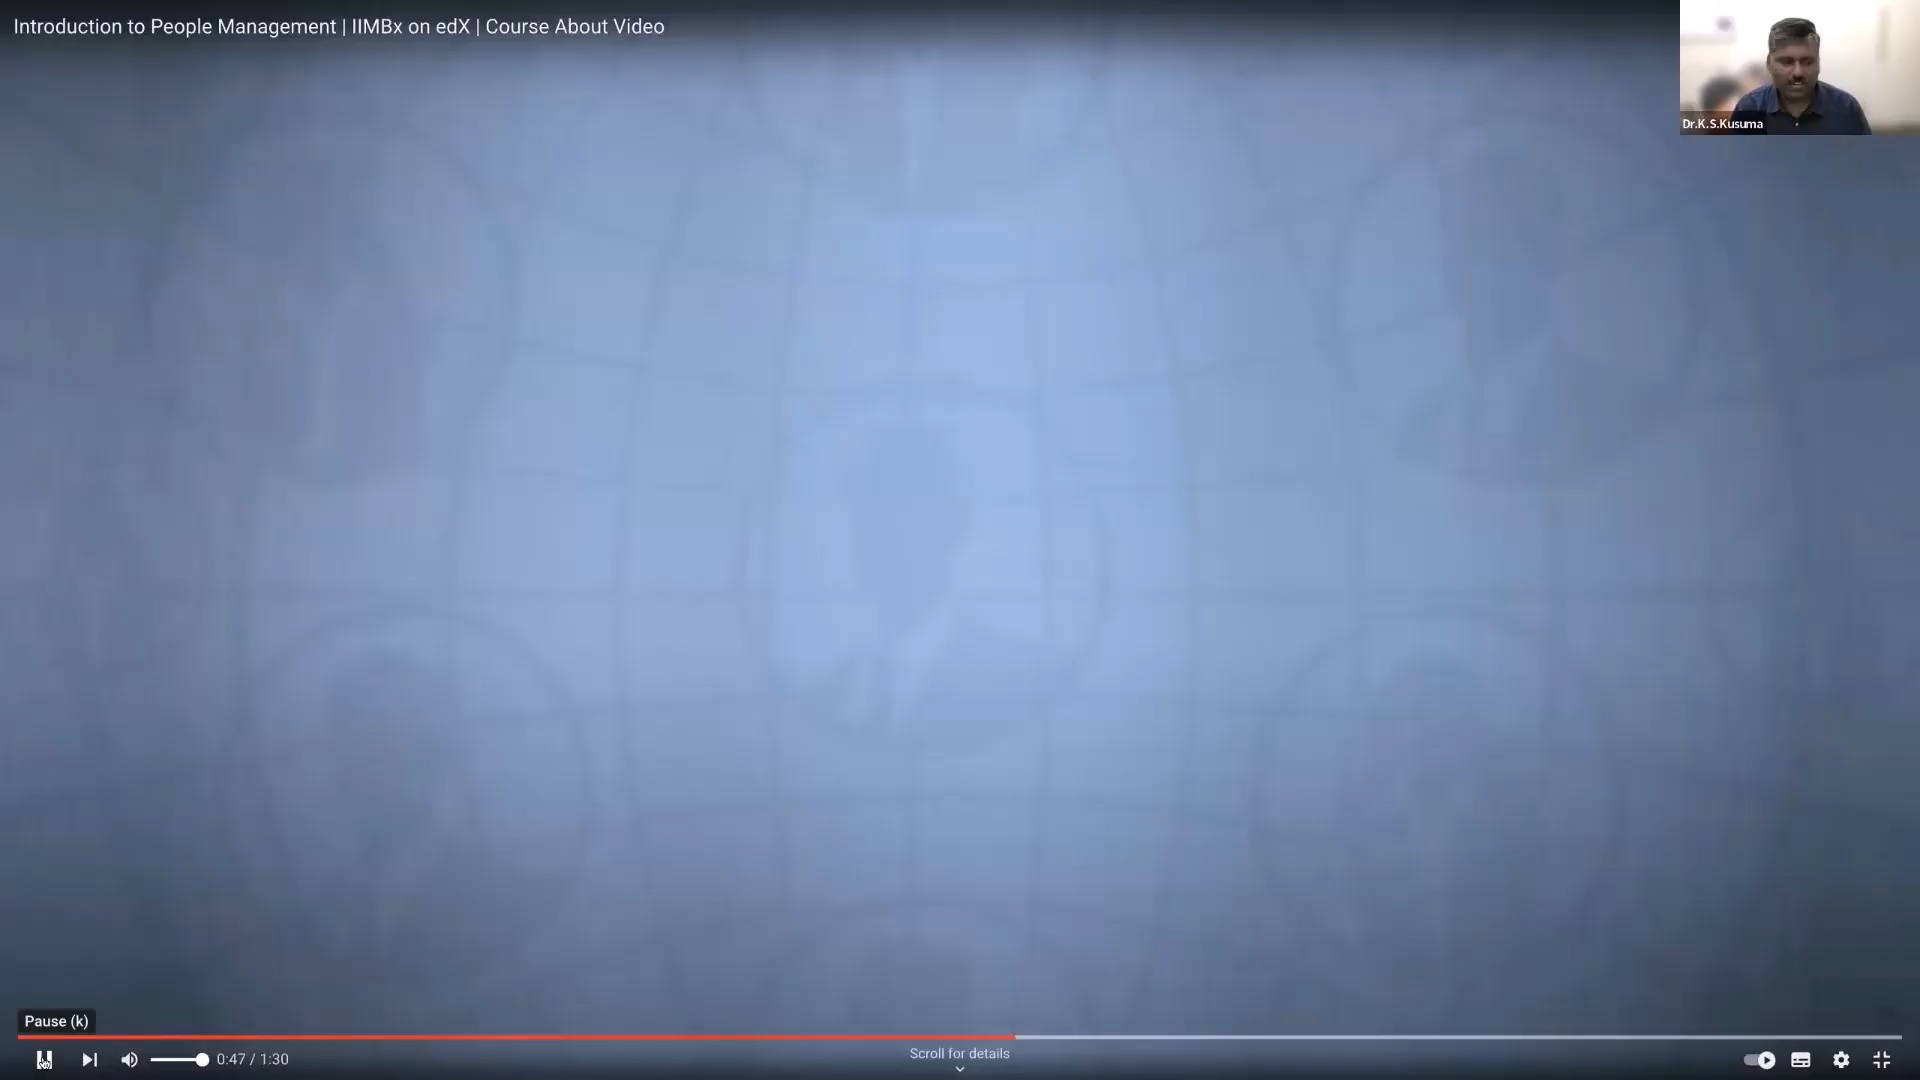 Introduction to People Management | IIMBx on edX | Course About Video
Dr.K.S.Kusuma
Pause (k)
0:47 / 1:30
Scroll for details